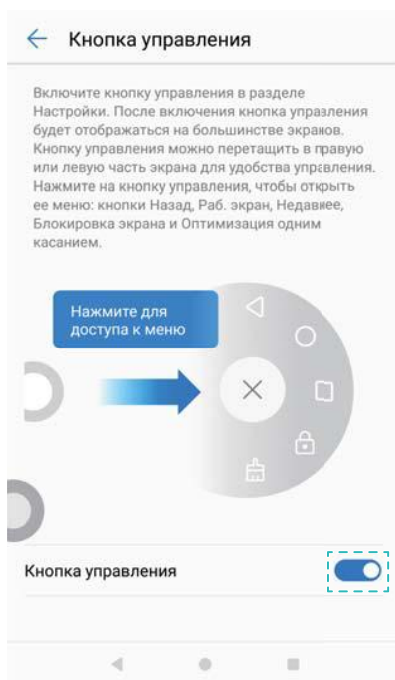 Кнопка управления
Включите кнопку управления в разделе
Настройки. После включения кнопка управления
будет отображаться на большинстве экранов.
Кнопку управления можно перетащить в правую
или левую часть экрана для удобства управления.
Нажмите на кнопку управления, чтобы открыть
ее меню: кнопки Назад, Раб. экран, Недавнее,
Блокировка экрана и Оптимизация одним
касанием.
Нажмите для
доступа к меню
Кнопка управления